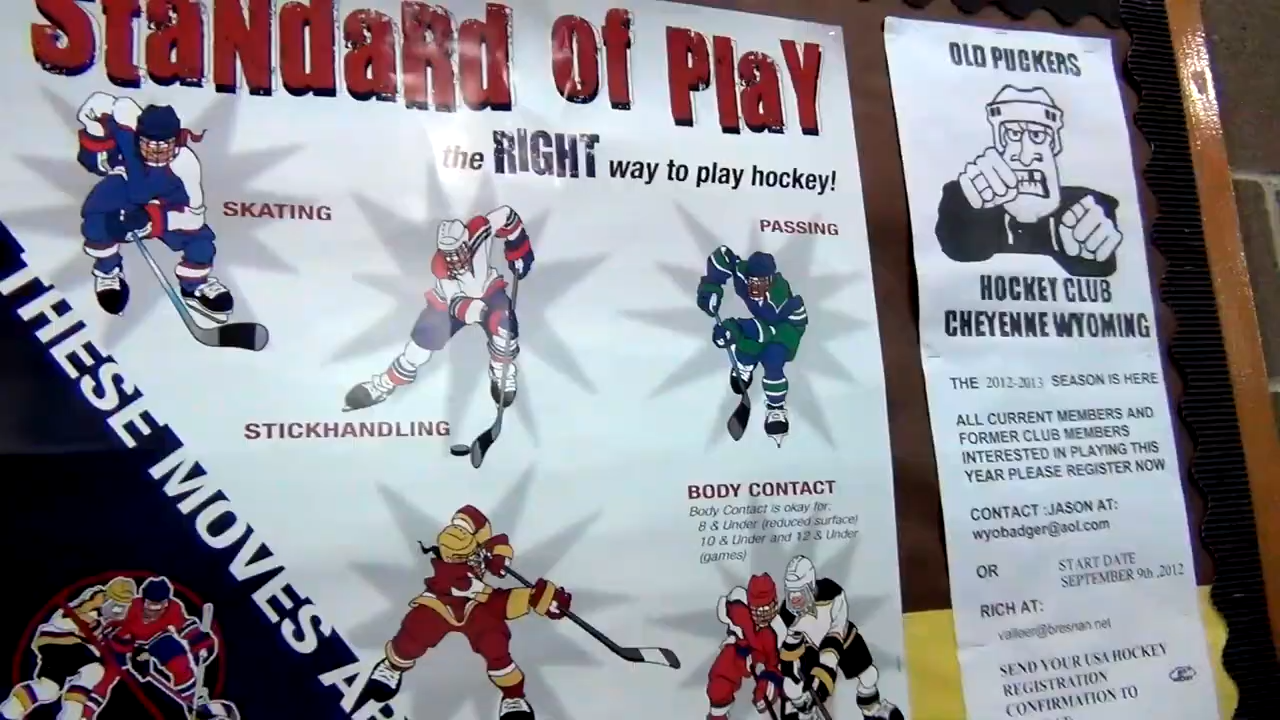 StaNdaRd of PlaY
the RIGHT way to play hockey!
SKATING
PASSING
STICKHANDLING
BODY CONTACT
Body Contact is okay for:
8 & Under (reduced surface)
10 & Under and 12 & Under
(games)
THESE MOVES
OLD PUCKERS
HOCKEY CLUB
CHEYENNE WYOMING
THE 2012-2013 SEASON IS HERE
ALL CURRENT MEMBERS AND
FORMER CLUB MEMBERS
INTERESTED IN PLAYING THIS
YEAR PLEASE REGISTER NOW
CONTACT :JASON AT:
wyobadger@aol.com
OR
START DATE
SEPTEMBER 9th ,2012
RICH AT:
valleer@bresnan.net
SEND YOUR USA HOCKEY
REGISTRATION
CONFIRMATION TO